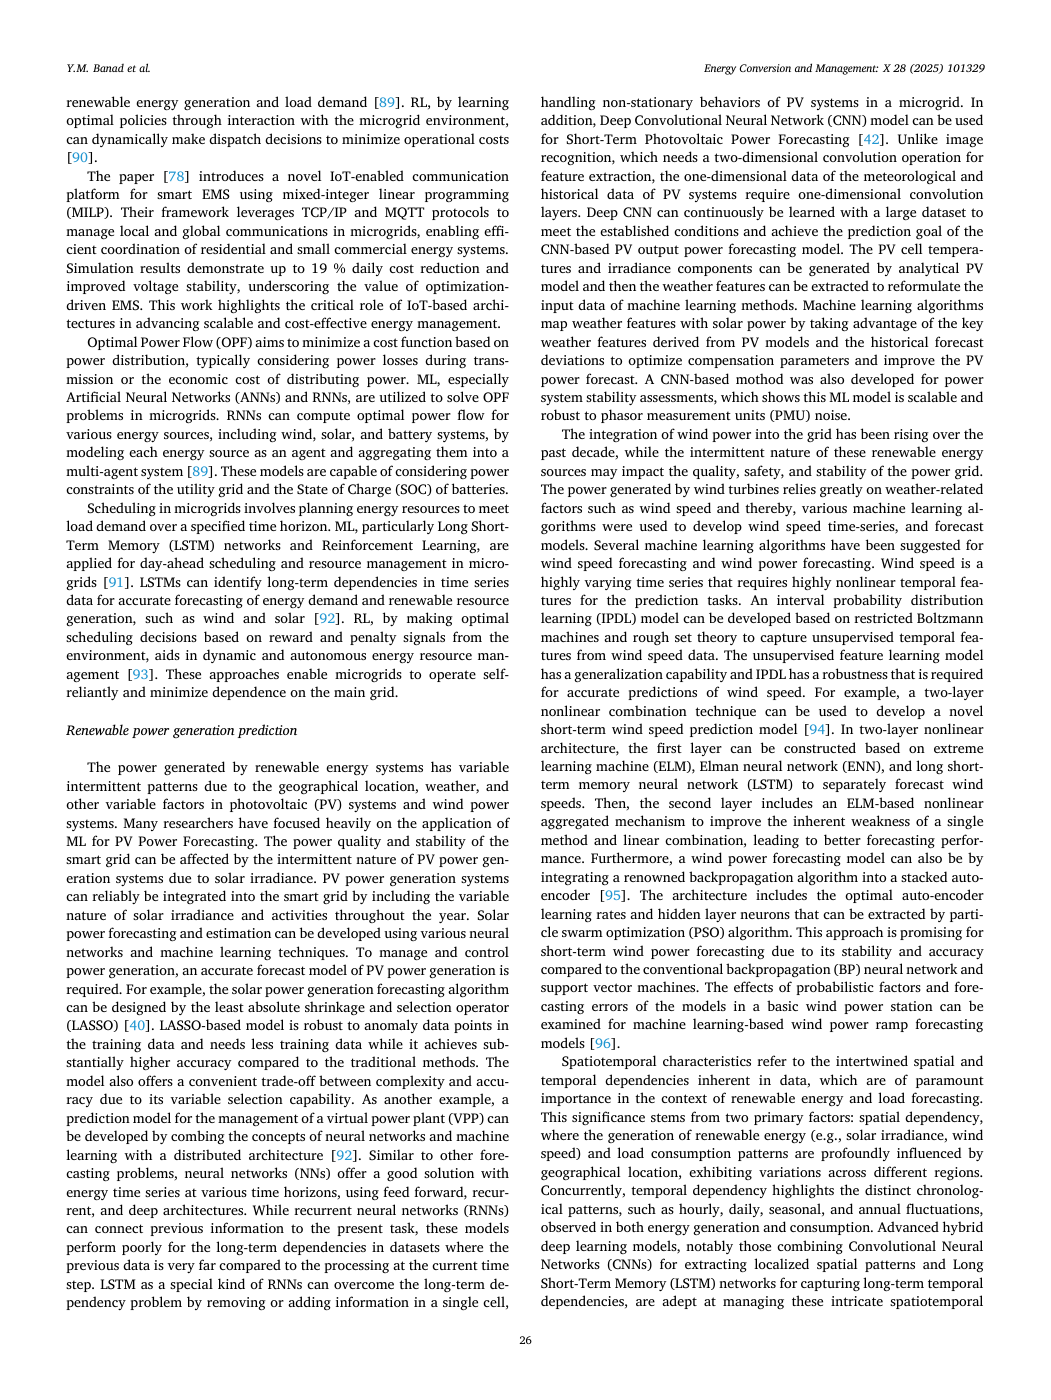 Y.M. Banad et al.
Energy Conversion and Management: X 28 (2025) 101329
renewable energy generation and load demand [89]. RL, by learning
optimal policies through interaction with the microgrid environment,
can dynamically make dispatch decisions to minimize operational costs
[90].
The paper [78] introduces a novel IoT-enabled communication
platform for smart EMS using mixed-integer linear programming
(MILP). Their framework leverages TCP/IP and MQTT protocols to
manage local and global communications in microgrids, enabling effi-
cient coordination of residential and small commercial energy systems.
Simulation results demonstrate up to 19 % daily cost reduction and
improved voltage stability, underscoring the value of optimization-
driven EMS. This work highlights the critical role of IoT-based archi-
tectures in advancing scalable and cost-effective energy management.
Optimal Power Flow (OPF) aims to minimize a cost function based on
power distribution, typically considering power losses during trans-
mission or the economic cost of distributing power. ML, especially
Artificial Neural Networks (ANNs) and RNNs, are utilized to solve OPF
problems in microgrids. RNNs can compute optimal power flow for
various energy sources, including wind, solar, and battery systems, by
modeling each energy source as an agent and aggregating them into a
multi-agent system [89]. These models are capable of considering power
constraints of the utility grid and the State of Charge (SOC) of batteries.
Scheduling in microgrids involves planning energy resources to meet
load demand over a specified time horizon. ML, particularly Long Short-
Term Memory (LSTM) networks and Reinforcement Learning, are
applied for day-ahead scheduling and resource management in micro-
grids [91]. LSTMs can identify long-term dependencies in time series
data for accurate forecasting of energy demand and renewable resource
generation, such as wind and solar [92]. RL, by making optimal
scheduling decisions based on reward and penalty signals from the
environment, aids in dynamic and autonomous energy resource man-
agement [93]. These approaches enable microgrids to operate self-
reliantly and minimize dependence on the main grid.
Renewable power generation prediction
The power generated by renewable energy systems has variable
intermittent patterns due to the geographical location, weather, and
other variable factors in photovoltaic (PV) systems and wind power
systems. Many researchers have focused heavily on the application of
ML for PV Power Forecasting. The power quality and stability of the
smart grid can be affected by the intermittent nature of PV power gen-
eration systems due to solar irradiance. PV power generation systems
can reliably be integrated into the smart grid by including the variable
nature of solar irradiance and activities throughout the year. Solar
power forecasting and estimation can be developed using various neural
networks and machine learning techniques. To manage and control
power generation, an accurate forecast model of PV power generation is
required. For example, the solar power generation forecasting algorithm
can be designed by the least absolute shrinkage and selection operator
(LASSO) [40]. LASSO-based model is robust to anomaly data points in
the training data and needs less training data while it achieves sub-
stantially higher accuracy compared to the traditional methods. The
model also offers a convenient trade-off between complexity and accu-
racy due to its variable selection capability. As another example, a
prediction model for the management of a virtual power plant (VPP) can
be developed by combing the concepts of neural networks and machine
learning with a distributed architecture [92]. Similar to other fore-
casting problems, neural networks (NNs) offer a good solution with
energy time series at various time horizons, using feed forward, recur-
rent, and deep architectures. While recurrent neural networks (RNNs)
can connect previous information to the present task, these models
perform poorly for the long-term dependencies in datasets where the
previous data is very far compared to the processing at the current time
step. LSTM as a special kind of RNNs can overcome the long-term de-
pendency problem by removing or adding information in a single cell,
handling non-stationary behaviors of PV systems in a microgrid. In
addition, Deep Convolutional Neural Network (CNN) model can be used
for Short-Term Photovoltaic Power Forecasting [42]. Unlike image
recognition, which needs a two-dimensional convolution operation for
feature extraction, the one-dimensional data of the meteorological and
historical data of PV systems require one-dimensional convolution
layers. Deep CNN can continuously be learned with a large dataset to
meet the established conditions and achieve the prediction goal of the
CNN-based PV output power forecasting model. The PV cell tempera-
tures and irradiance components can be generated by analytical PV
model and then the weather features can be extracted to reformulate the
input data of machine learning methods. Machine learning algorithms
map weather features with solar power by taking advantage of the key
weather features derived from PV models and the historical forecast
deviations to optimize compensation parameters and improve the PV
power forecast. A CNN-based mothod was also developed for power
system stability assessments, which shows this ML model is scalable and
robust to phasor measurement units (PMU) noise.
The integration of wind power into the grid has been rising over the
past decade, while the intermittent nature of these renewable energy
sources may impact the quality, safety, and stability of the power grid.
The power generated by wind turbines relies greatly on weather-related
factors such as wind speed and thereby, various machine learning al-
gorithms were used to develop wind speed time-series, and forecast
models. Several machine learning algorithms have been suggested for
wind speed forecasting and wind power forecasting. Wind speed is a
highly varying time series that requires highly nonlinear temporal fea-
tures for the prediction tasks. An interval probability distribution
learning (IPDL) model can be developed based on restricted Boltzmann
machines and rough set theory to capture unsupervised temporal fea-
tures from wind speed data. The unsupervised feature learning model
has a generalization capability and IPDL has a robustness that is required
for accurate predictions of wind speed. For example, a two-layer
nonlinear combination technique can be used to develop a novel
short-term wind speed prediction model [94]. In two-layer nonlinear
architecture, the first layer can be constructed based on extreme
learning machine (ELM), Elman neural network (ENN), and long short-
term memory neural network (LSTM) to separately forecast wind
speeds. Then, the second layer includes an ELM-based nonlinear
aggregated mechanism to improve the inherent weakness of a single
method and linear combination, leading to better forecasting perfor-
mance. Furthermore, a wind power forecasting model can also be by
integrating a renowned backpropagation algorithm into a stacked auto-
encoder [95]. The architecture includes the optimal auto-encoder
learning rates and hidden layer neurons that can be extracted by parti-
cle swarm optimization (PSO) algorithm. This approach is promising for
short-term wind power forecasting due to its stability and accuracy
compared to the conventional backpropagation (BP) neural network and
support vector machines. The effects of probabilistic factors and fore-
casting errors of the models in a basic wind power station can be
examined for machine learning-based wind power ramp forecasting
models [96].
Spatiotemporal characteristics refer to the intertwined spatial and
temporal dependencies inherent in data, which are of paramount
importance in the context of renewable energy and load forecasting.
This significance stems from two primary factors: spatial dependency,
where the generation of renewable energy (e.g., solar irradiance, wind
speed) and load consumption patterns are profoundly influenced by
geographical location, exhibiting variations across different regions.
Concurrently, temporal dependency highlights the distinct chronolog-
ical patterns, such as hourly, daily, seasonal, and annual fluctuations,
observed in both energy generation and consumption. Advanced hybrid
deep learning models, notably those combining Convolutional Neural
Networks (CNNs) for extracting localized spatial patterns and Long
Short-Term Memory (LSTM) networks for capturing long-term temporal
dependencies, are adept at managing these intricate spatiotemporal
26